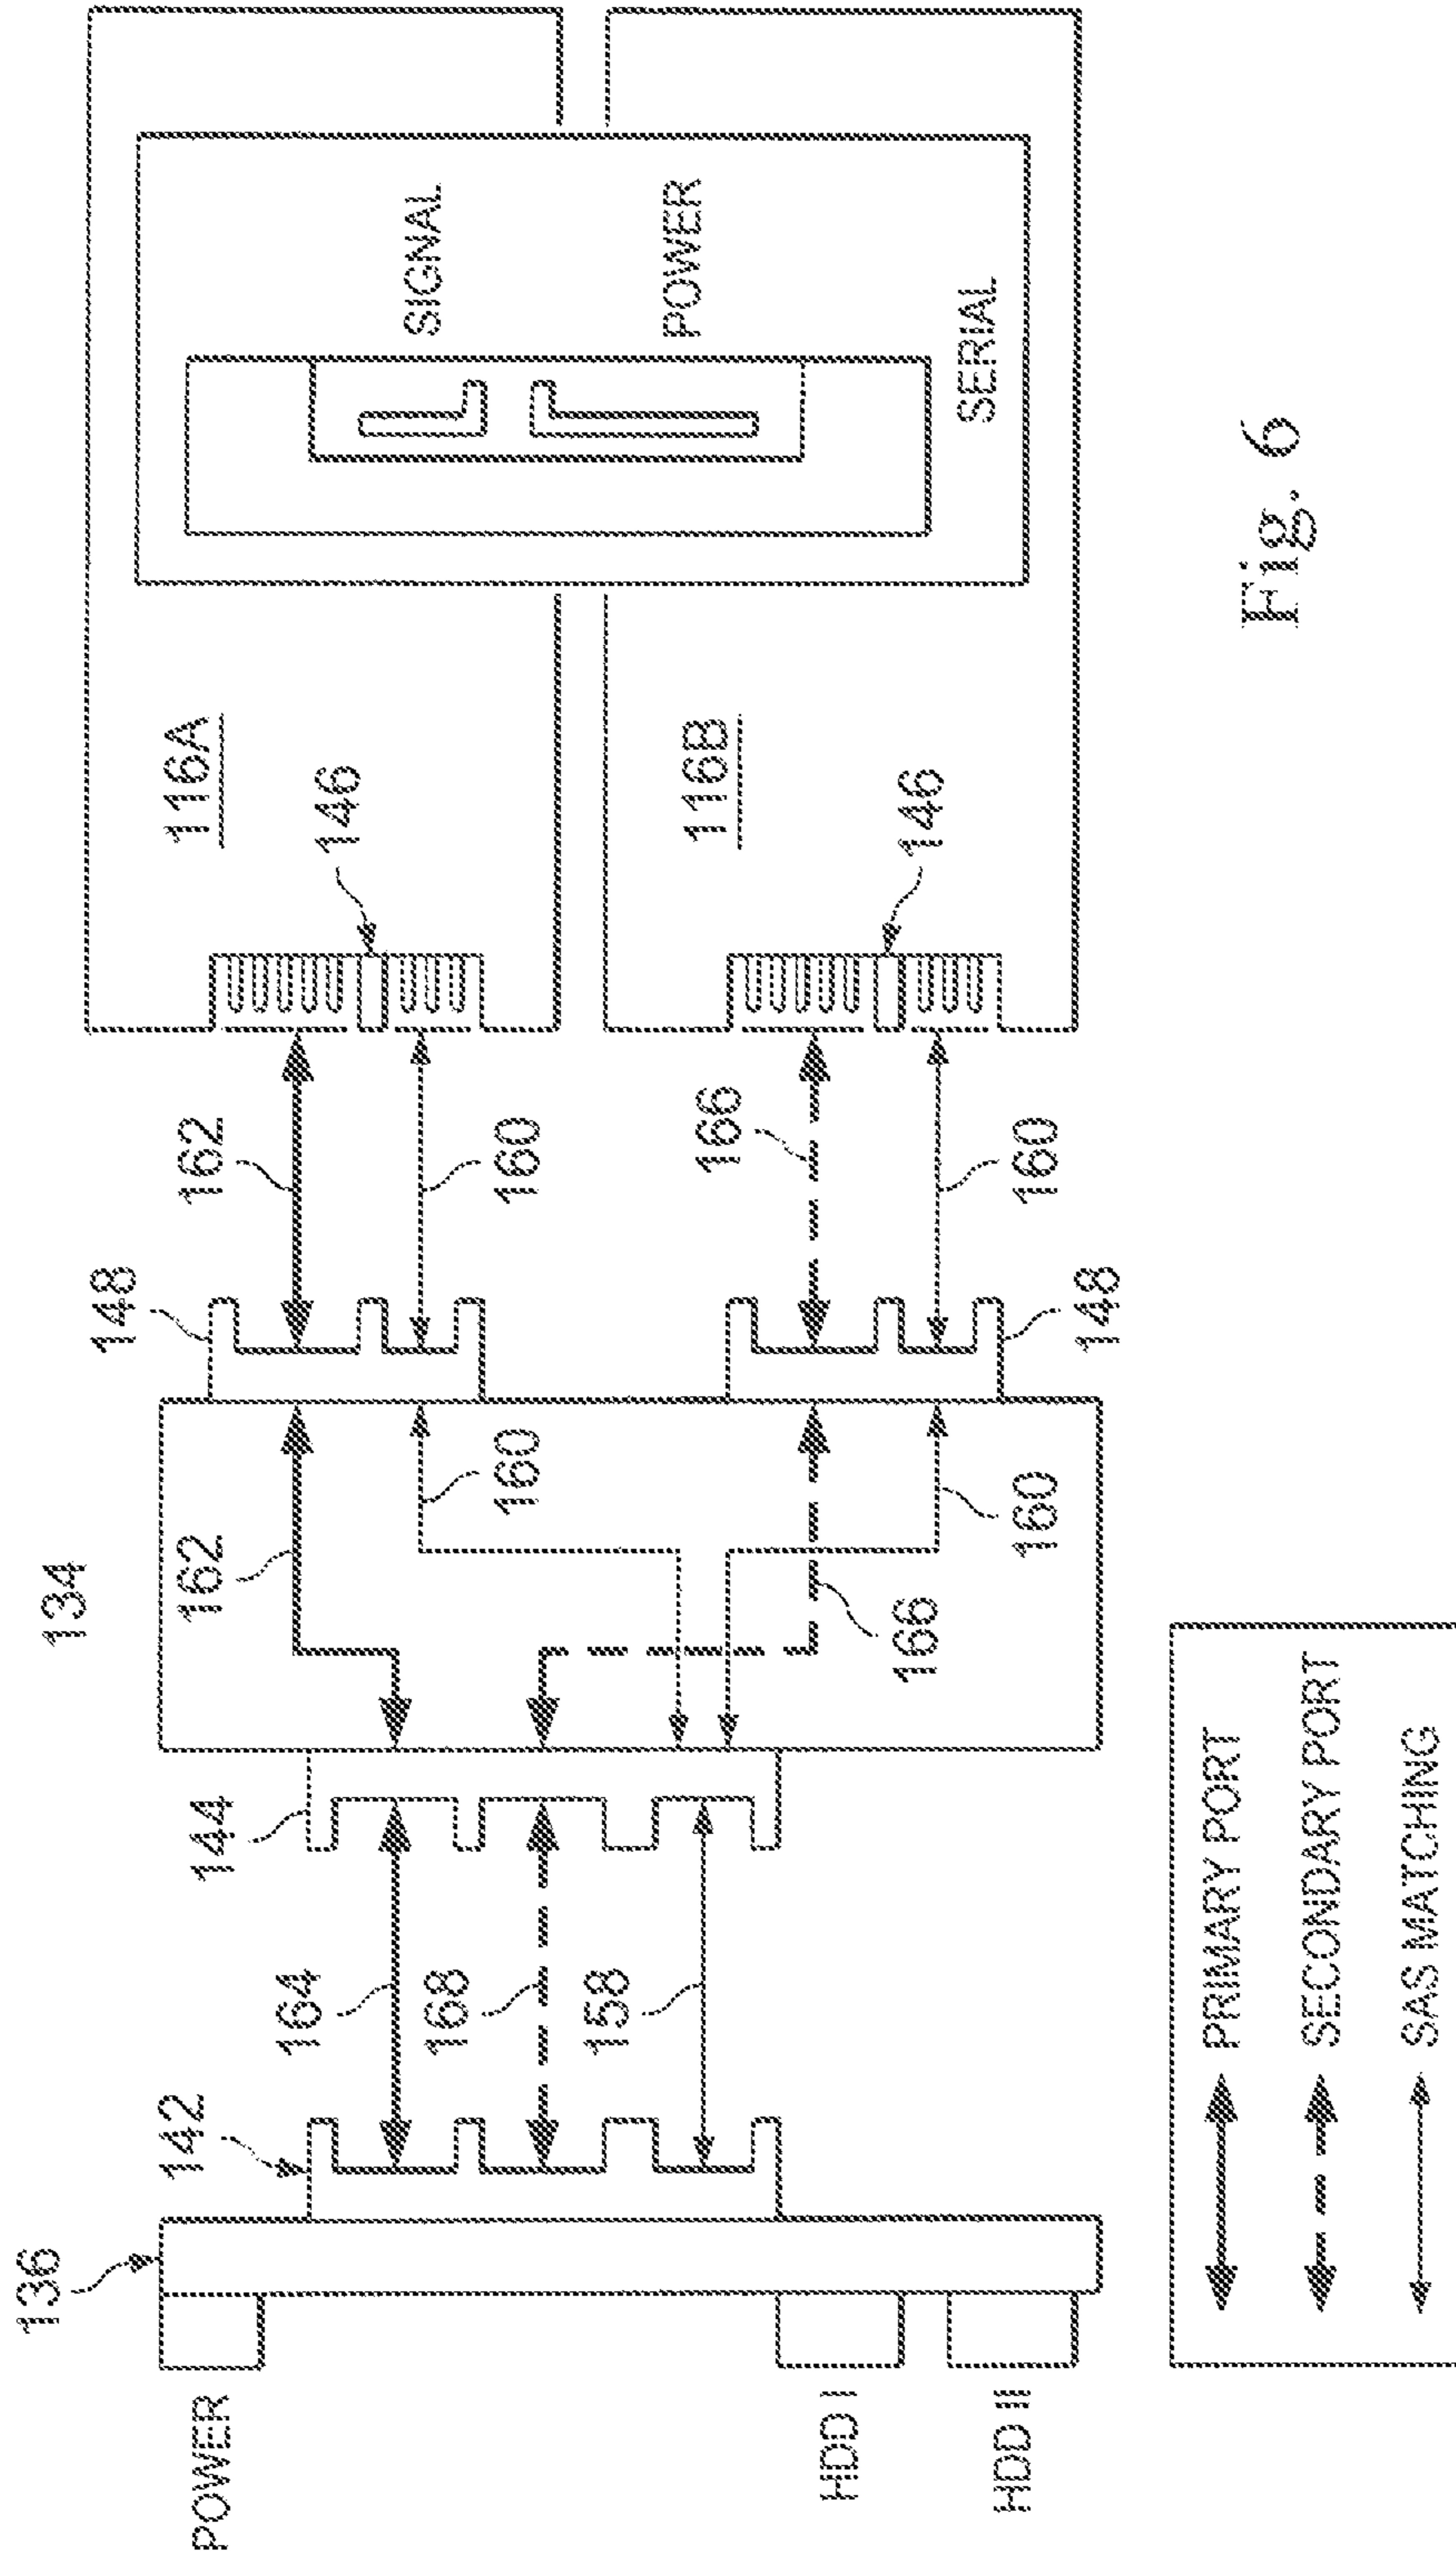 136
134
148
142
116A
POWER
144
162
162
164
146
SIGNAL
168
160
160
158
POWER
116B
166
HDD I
166
146
SERIAL
HDD III
160
160
148
PRIMARY PORT
SECONDARY PORT
SAS MATCHING
Fig. 6